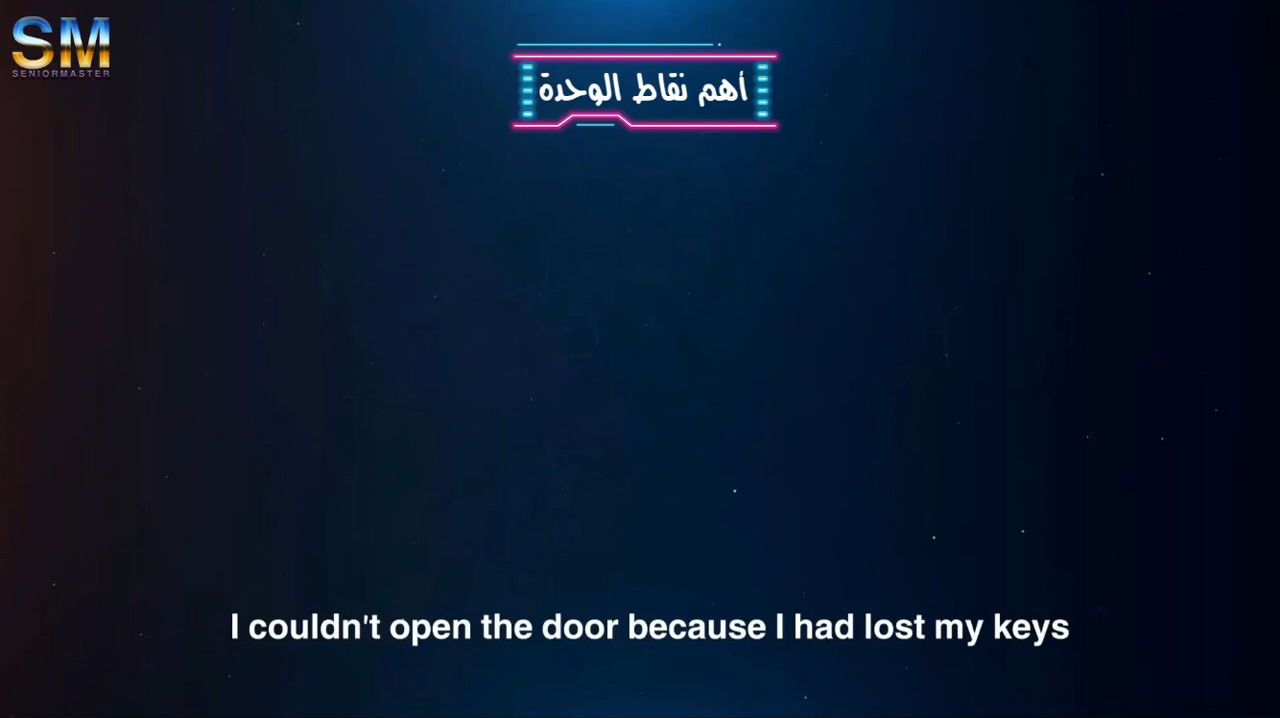 SM
SENIORMASTER
أهم نقاط الوحدة
I couldn't open the door because I had lost my keys